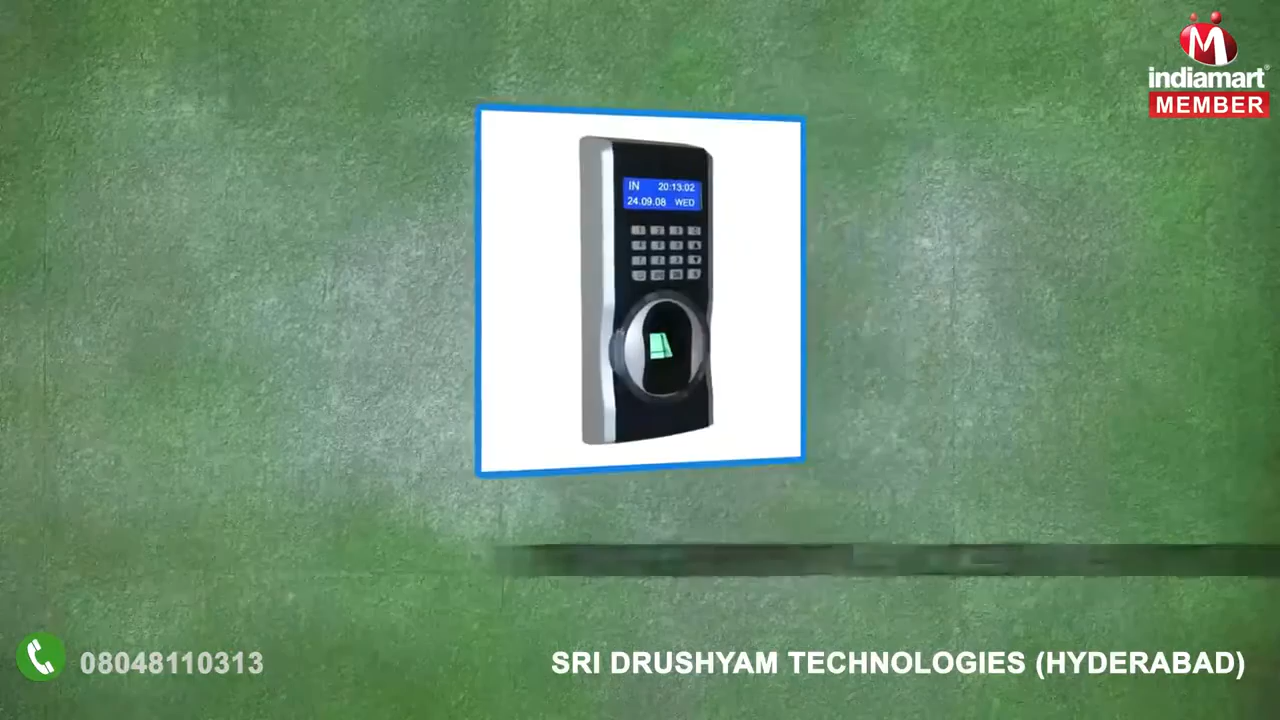 indiamart
MEMBER
IN 20:13:02
24.09.08 WED
08048110313
SRI DRUSHYAM TECHNOLOGIES (HYDERABAD)